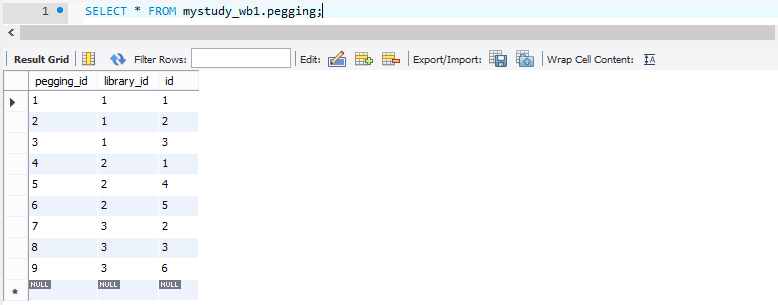 1 SELECT * FROM mystudy_wb1.pegging;
Result Grid Filter Rows: Edit: Export/Import: Wrap Cell Content: IA
pegging_id library_id id
1 1 1
2 1 2
3 1 3
4 2 1
5 2 4
6 2 5
7 3 2
8 3 3
9 3 6
* NULL NULL NULL